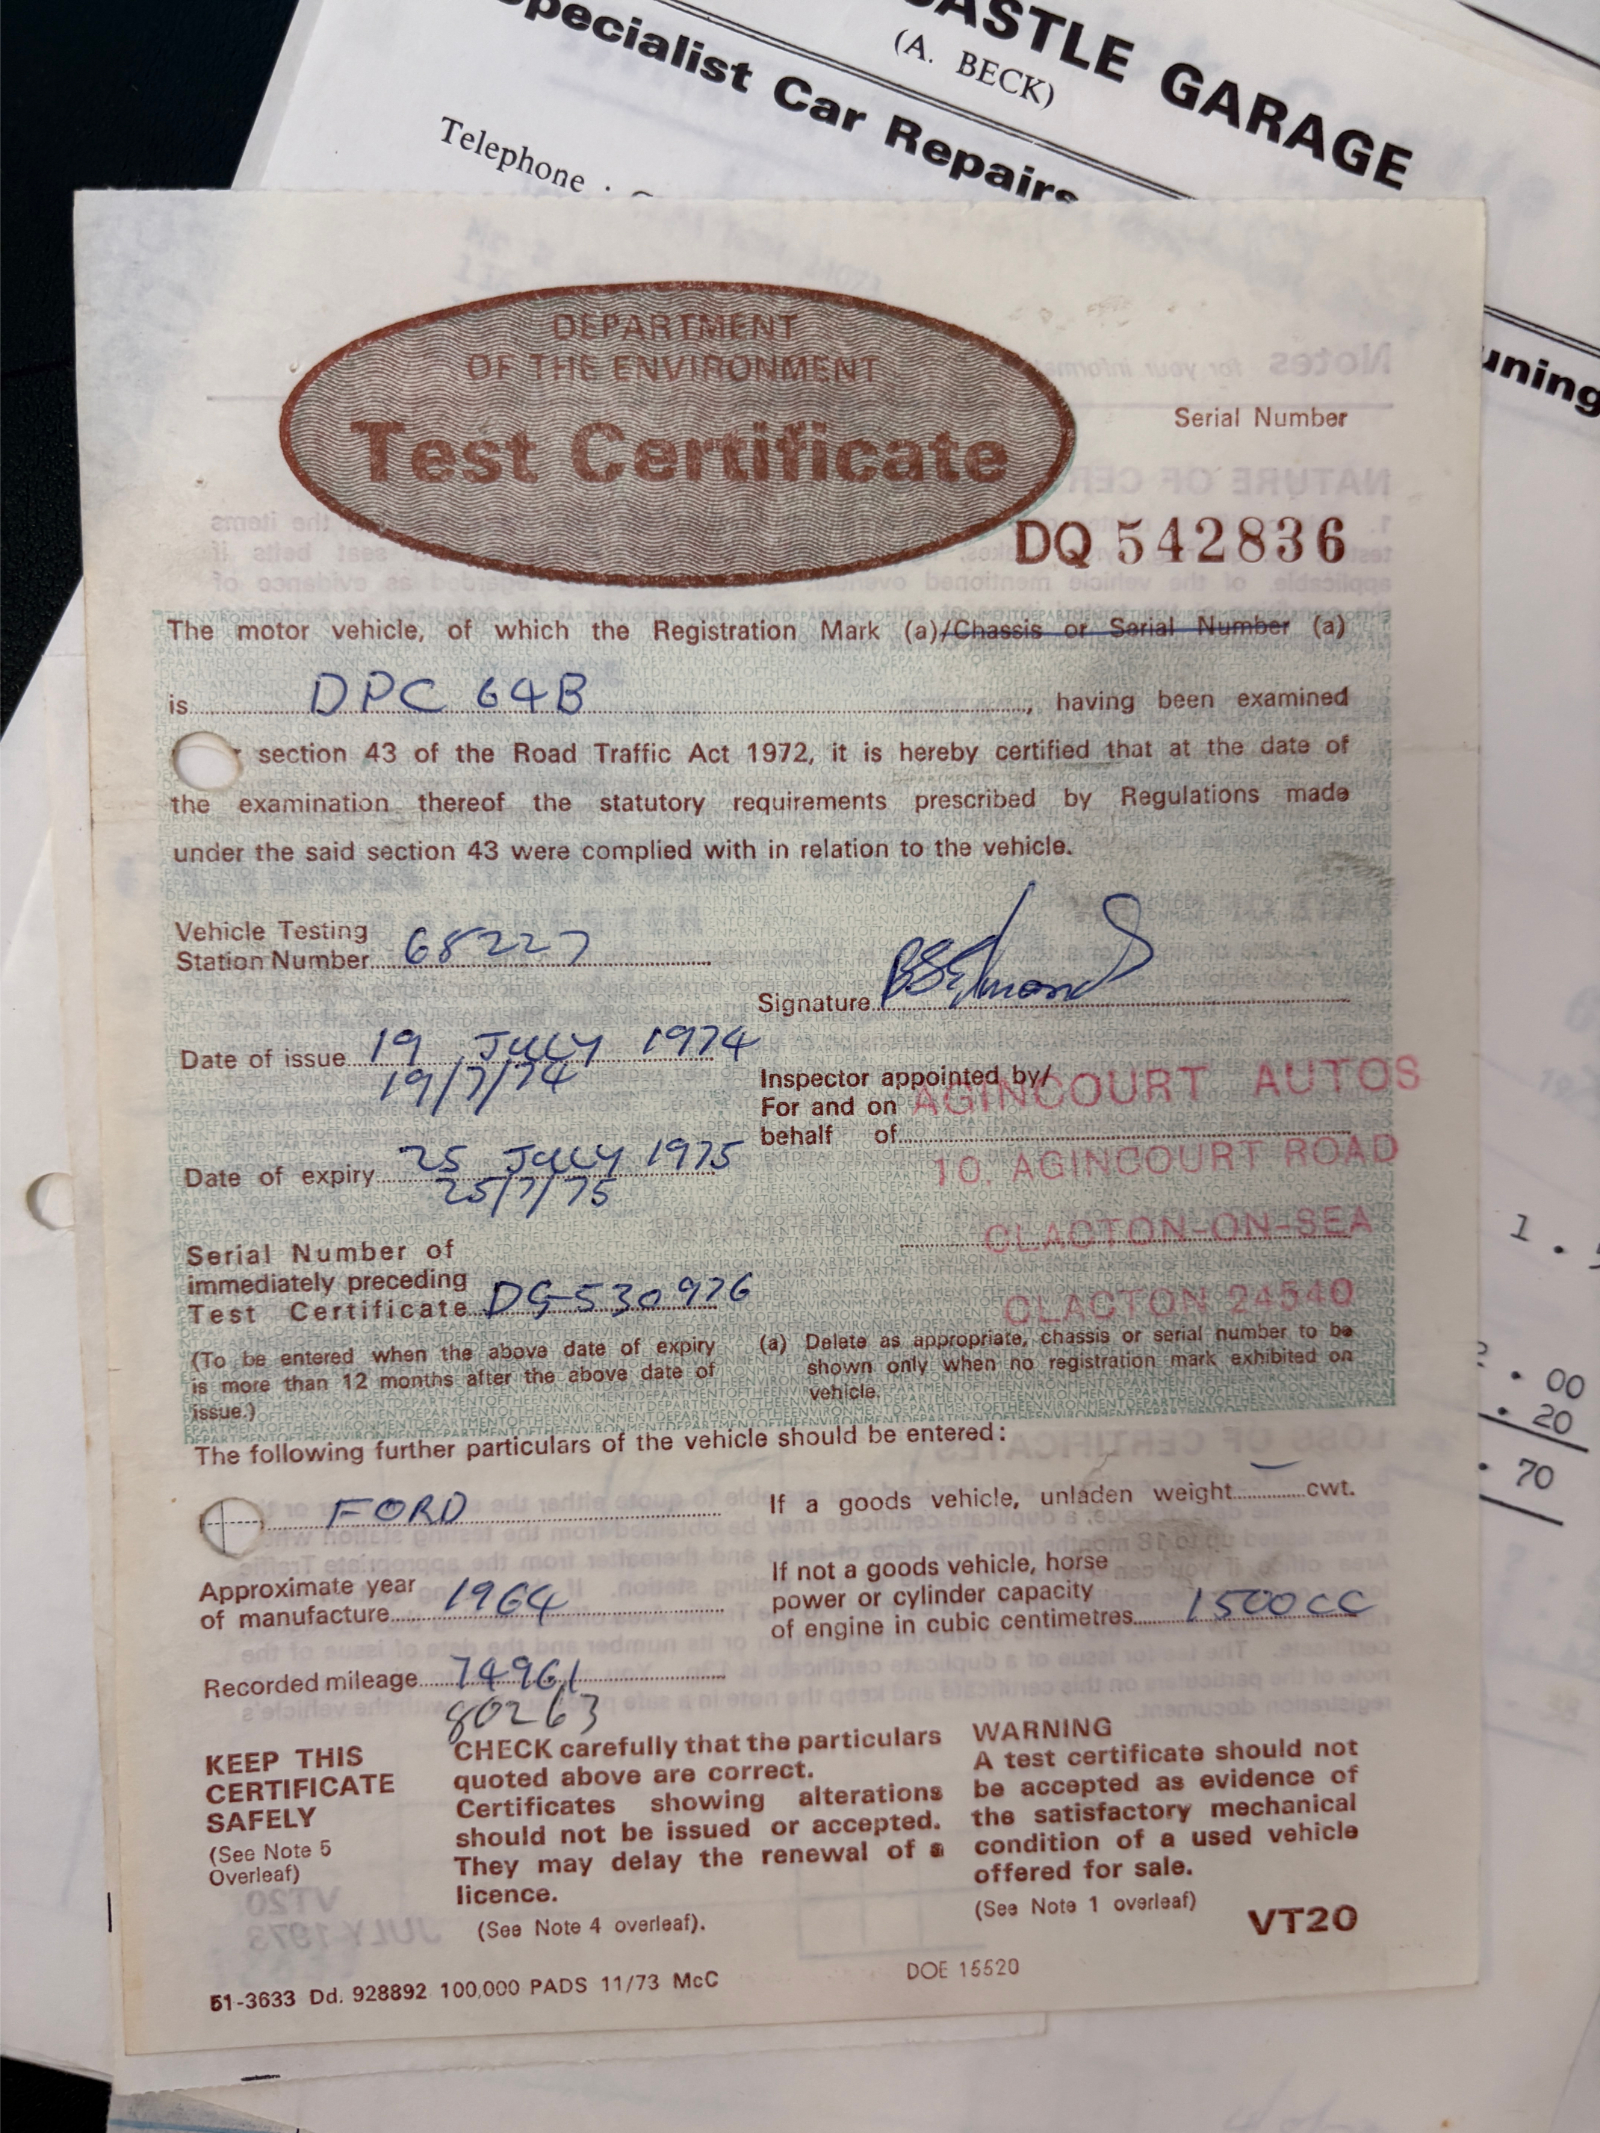 CASTLE GARAGE
(A. BECK)
Specialist Car Repairs
Telephone
uning
DEPARTMENT
OF THE ENVIRONMENT
Test Certificate
Serial Number
DQ 542836
The motor vehicle, of which the Registration Mark (a)/Chassis or Serial Number (a)
is DPC 64B, having been examined
section 43 of the Road Traffic Act 1972, it is hereby certified that at the date of
the examination thereof the statutory requirements prescribed by Regulations made
under the said section 43 were complied with in relation to the vehicle.
Vehicle Testing
Station Number 68227
Signature
Date of issue 19 JULY 1974
19/7/74
Inspector appointed by/
For and on
behalf of
AGINCOURT AUTOS
10. AGINCOURT ROAD
CLACTON-ON-SEA
CLACTON 24540
Date of expiry 25 JULY 1975
25/7/75
Serial Number of
immediately preceding
Test Certificate DG 530976
(To be entered when the above date of expiry
is more than 12 months after the above date of
issue.)
(a) Delete as appropriate, chassis or serial number to be
shown only when no registration mark exhibited on
vehicle.
The following further particulars of the vehicle should be entered:
FORD
If a goods vehicle, unladen weight — cwt.
Approximate year
of manufacture 1964
If not a goods vehicle, horse
power or cylinder capacity
of engine in cubic centimetres 1500CC
Recorded mileage 74961
80263
KEEP THIS
CERTIFICATE
SAFELY
(See Note 5
Overleaf)
CHECK carefully that the particulars
quoted above are correct.
Certificates showing alterations
should not be issued or accepted.
They may delay the renewal of a
licence.
(See Note 4 overleaf).
WARNING
A test certificate should not
be accepted as evidence of
the satisfactory mechanical
condition of a used vehicle
offered for sale.
(See Note 1 overleaf)
VT20
51-3633 Dd. 928892 100,000 PADS 11/73 McC
DOE 15520
1.
.00
.20
.70